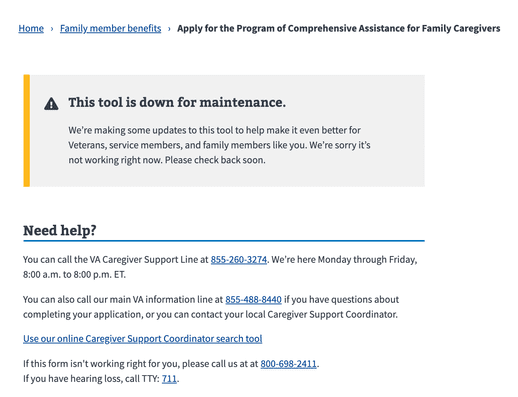 Home › Family member benefits › Apply for the Program of Comprehensive Assistance for Family Caregivers
This tool is down for maintenance.
We're making some updates to this tool to help make it even better for
Veterans, service members, and family members like you. We're sorry it's
not working right now. Please check back soon.
Need help?
You can call the VA Caregiver Support Line at 855-260-3274. We're here Monday through Friday,
8:00 a.m. to 8:00 p.m. ET.
You can also call our main VA information line at 855-488-8440 if you have questions about
completing your application, or you can contact your local Caregiver Support Coordinator.
Use our online Caregiver Support Coordinator search tool
If this form isn't working right for you, please call us at at 800-698-2411.
If you have hearing loss, call TTY: 711.